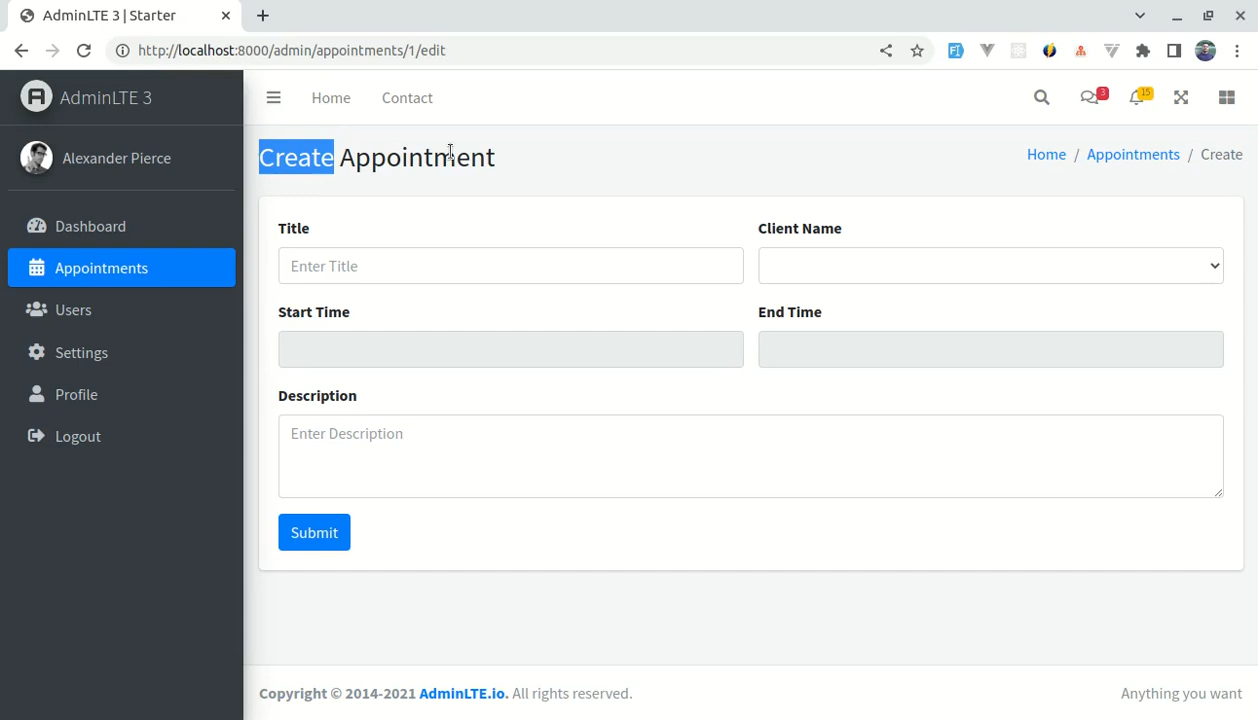 AdminLTE 3 | Starter
http://localhost:8000/admin/appointments/1/edit
AdminLTE 3
Home
Contact
3
15
Alexander Pierce
Create Appointment
Home / Appointments / Create
Dashboard
Appointments
Users
Settings
Profile
Logout
Title
Client Name
Enter Title
Start Time
End Time
Description
Enter Description
Submit
Copyright © 2014-2021 AdminLTE.io. All rights reserved.
Anything you want